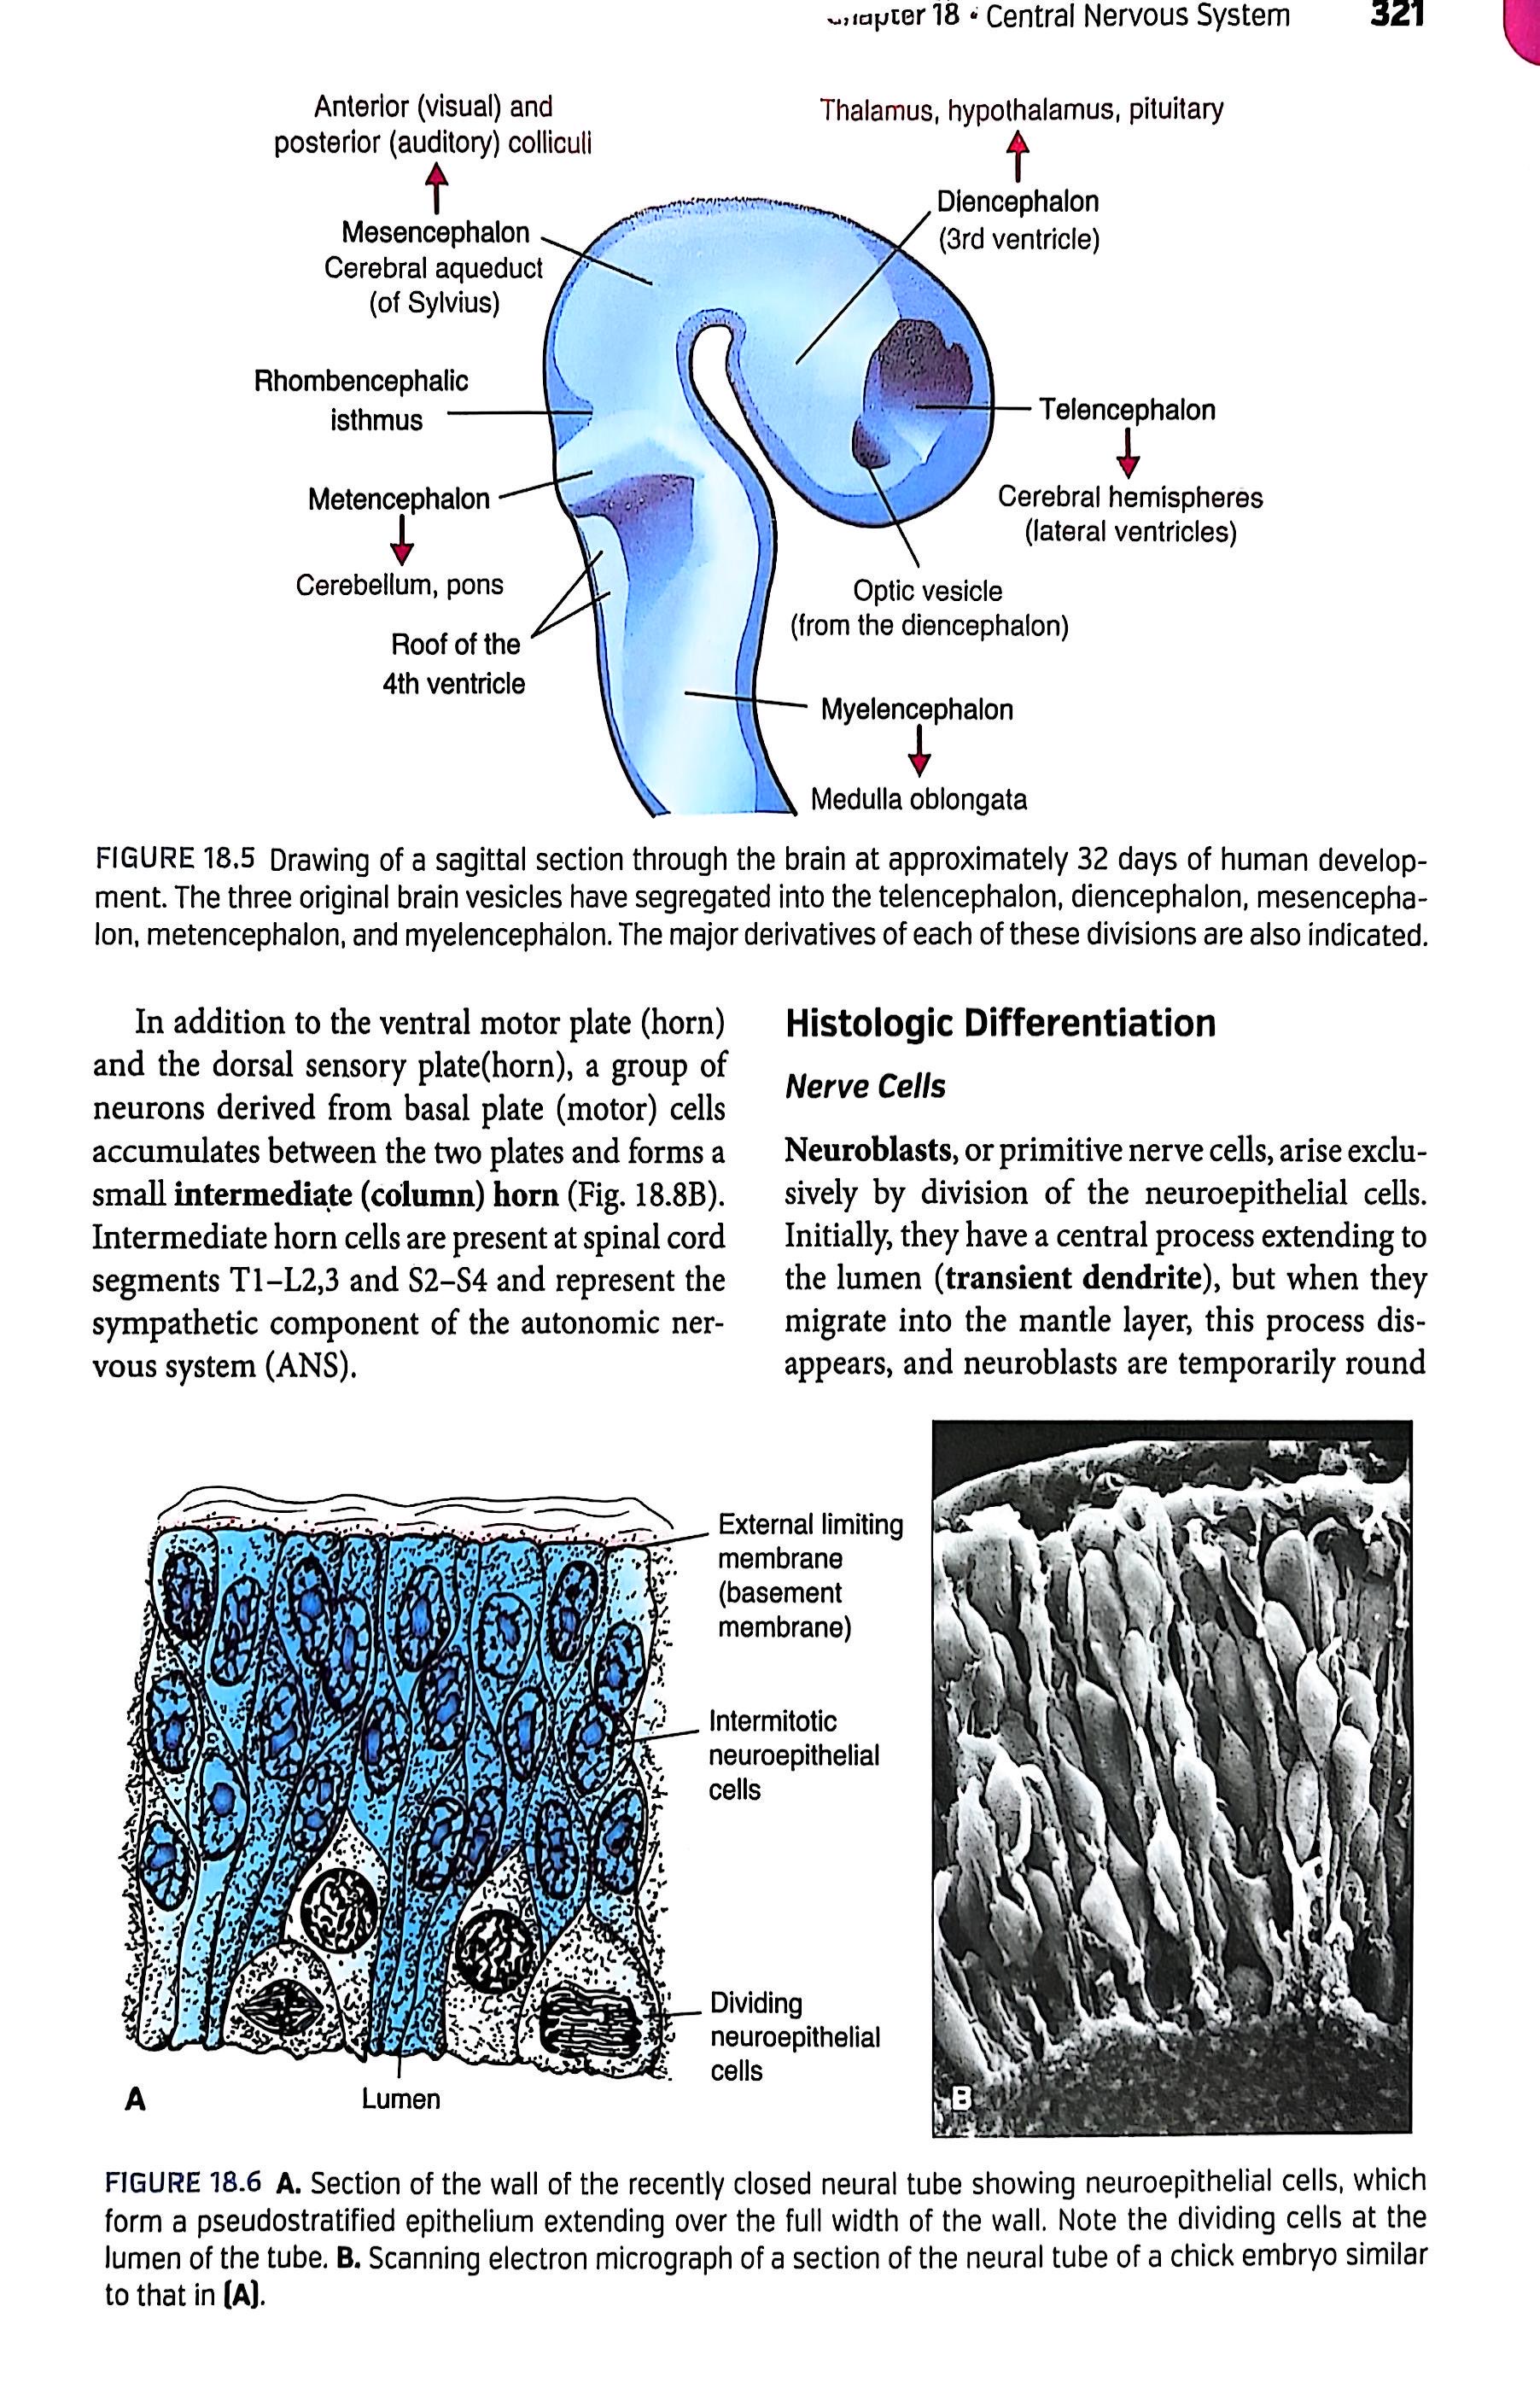 Chapter 18 • Central Nervous System 321
Anterior (visual) and
posterior (auditory) colliculi
Thalamus, hypothalamus, pituitary
Mesencephalon
Cerebral aqueduct
(of Sylvius)
Diencephalon
(3rd ventricle)
Rhombencephalic
isthmus
Telencephalon
Metencephalon
Cerebral hemispheres
(lateral ventricles)
Cerebellum, pons
Optic vesicle
(from the diencephalon)
Roof of the
4th ventricle
Myelencephalon
Medulla oblongata
FIGURE 18.5 Drawing of a sagittal section through the brain at approximately 32 days of human develop-
ment. The three original brain vesicles have segregated into the telencephalon, diencephalon, mesencepha-
lon, metencephalon, and myelencephalon. The major derivatives of each of these divisions are also indicated.
In addition to the ventral motor plate (horn)
and the dorsal sensory plate(horn), a group of
neurons derived from basal plate (motor) cells
accumulates between the two plates and forms a
small intermediate (column) horn (Fig. 18.8B).
Intermediate horn cells are present at spinal cord
segments T1–L2,3 and S2–S4 and represent the
sympathetic component of the autonomic ner-
vous system (ANS).
Histologic Differentiation
Nerve Cells
Neuroblasts, or primitive nerve cells, arise exclu-
sively by division of the neuroepithelial cells.
Initially, they have a central process extending to
the lumen (transient dendrite), but when they
migrate into the mantle layer, this process dis-
appears, and neuroblasts are temporarily round
External limiting
membrane
(basement
membrane)
Intermitotic
neuroepithelial
cells
Dividing
neuroepithelial
cells
A
Lumen
B
FIGURE 18.6 A. Section of the wall of the recently closed neural tube showing neuroepithelial cells, which
form a pseudostratified epithelium extending over the full width of the wall. Note the dividing cells at the
lumen of the tube. B. Scanning electron micrograph of a section of the neural tube of a chick embryo similar
to that in (A).